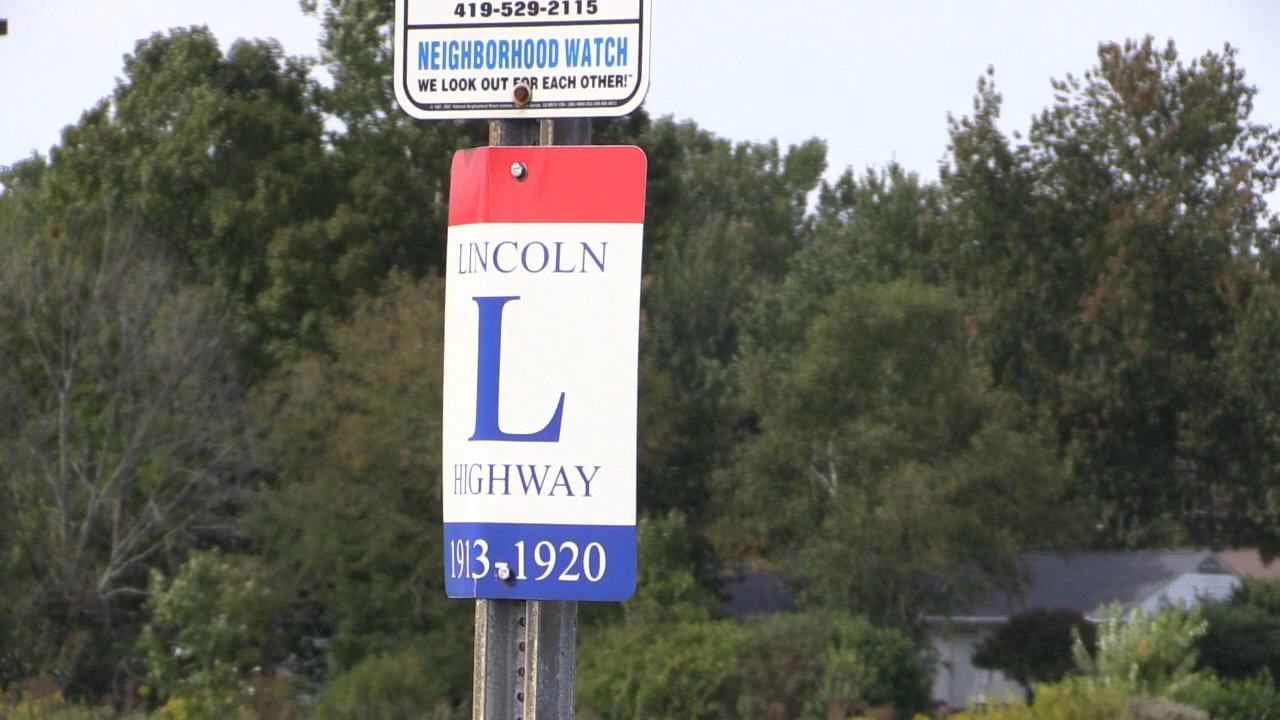 419-529-2115
NEIGHBORHOOD WATCH
WE LOOK OUT FOR EACH OTHER!
LINCOLN
L
HIGHWAY
1913-1920